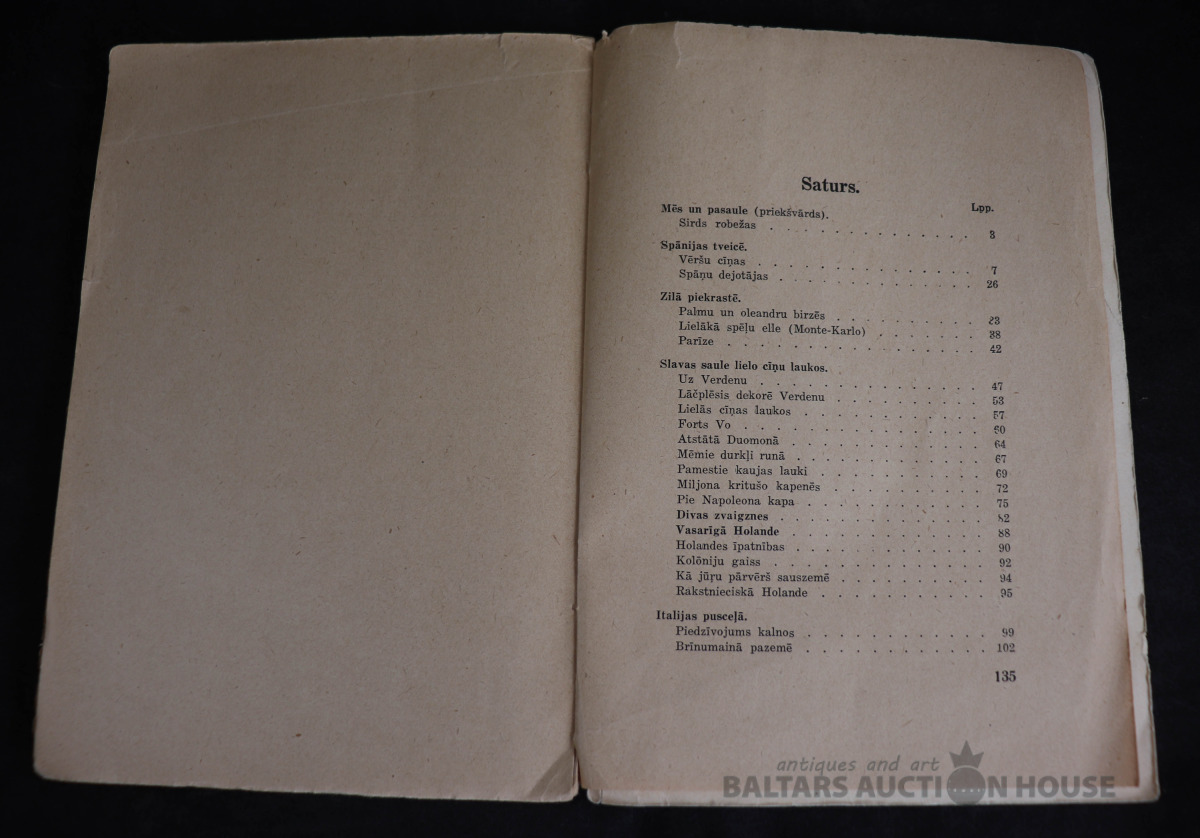 Saturs.
Lpp.
Mēs un pasaule (priekšvārds).
Sirds robežas . . . . . . . . . . . . . 3
Spānijas tveicē.
Vēršu cīņas . . . . . . . . . . . . . 7
Spāņu dejotājas . . . . . . . . . . . . 26
Zilā piekrastē.
Palmu un oleandru birzēs . . . . . . . . . 33
Lielākā spēļu elle (Monte-Karlo) . . . . . . . 38
Parīze . . . . . . . . . . . . . . . 42
Slavas saule lielo cīņu laukos.
Uz Verdenu . . . . . . . . . . . . . 47
Lāčplēsis dekorē Verdenu . . . . . . . . . 53
Lielās cīņas laukos . . . . . . . . . . . 57
Forts Vo . . . . . . . . . . . . . . 60
Atstātā Duomonā . . . . . . . . . . . . 64
Mēmie durkļi runā . . . . . . . . . . . . 67
Pamestie kaujas lauki . . . . . . . . . . . 69
Miljona kritušo kapenēs . . . . . . . . . . 72
Pie Napoleona kapa . . . . . . . . . . . . 75
Divas zvaigznes . . . . . . . . . . . . . 82
Vasarīgā Holande . . . . . . . . . . . . 88
Holandes īpatnības . . . . . . . . . . . . 90
Kolōniju gaiss . . . . . . . . . . . . . 92
Kā jūŗu pārvērš sauszemē . . . . . . . . . 94
Rakstnieciskā Holande . . . . . . . . . . . 95
Italijas pusceļā.
Piedzīvojums kalnos . . . . . . . . . . . 99
Brīnumainā pazemē . . . . . . . . . . . . 102
135
antiques and art
BALTARS AUCTION HOUSE